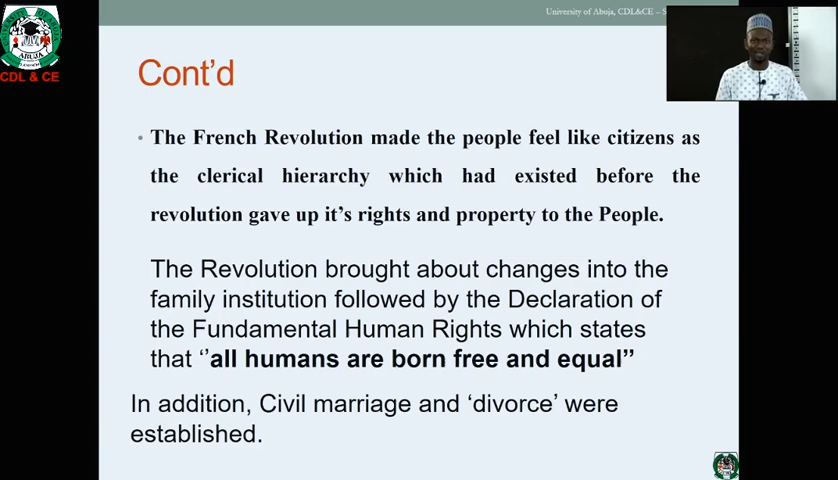 University of Abuja, CDL&CE – S
ABUJA
CDL & CE
Cont'd
• The French Revolution made the people feel like citizens as
the clerical hierarchy which had existed before the
revolution gave up it's rights and property to the People.
The Revolution brought about changes into the
family institution followed by the Declaration of
the Fundamental Human Rights which states
that ‘’all humans are born free and equal’’
In addition, Civil marriage and ‘divorce’ were
established.